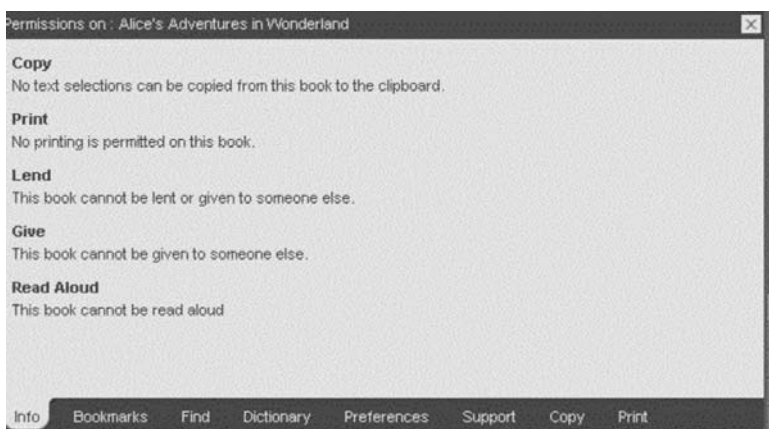 Permissions on : Alice's Adventures in Wonderland
Copy
No text selections can be copied from this book to the clipboard.
Print
No printing is permitted on this book.
Lend
This book cannot be lent or given to someone else.
Give
This book cannot be given to someone else.
Read Aloud
This book cannot be read aloud
Info Bookmarks Find Dictionary Preferences Support Copy Print